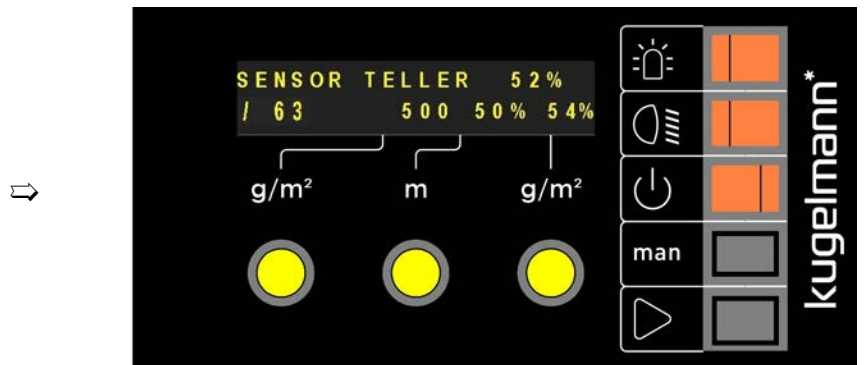 SENSOR TELLER 52%
/ 63 500 50% 54%
g/m² m g/m²
man
kugelmann*